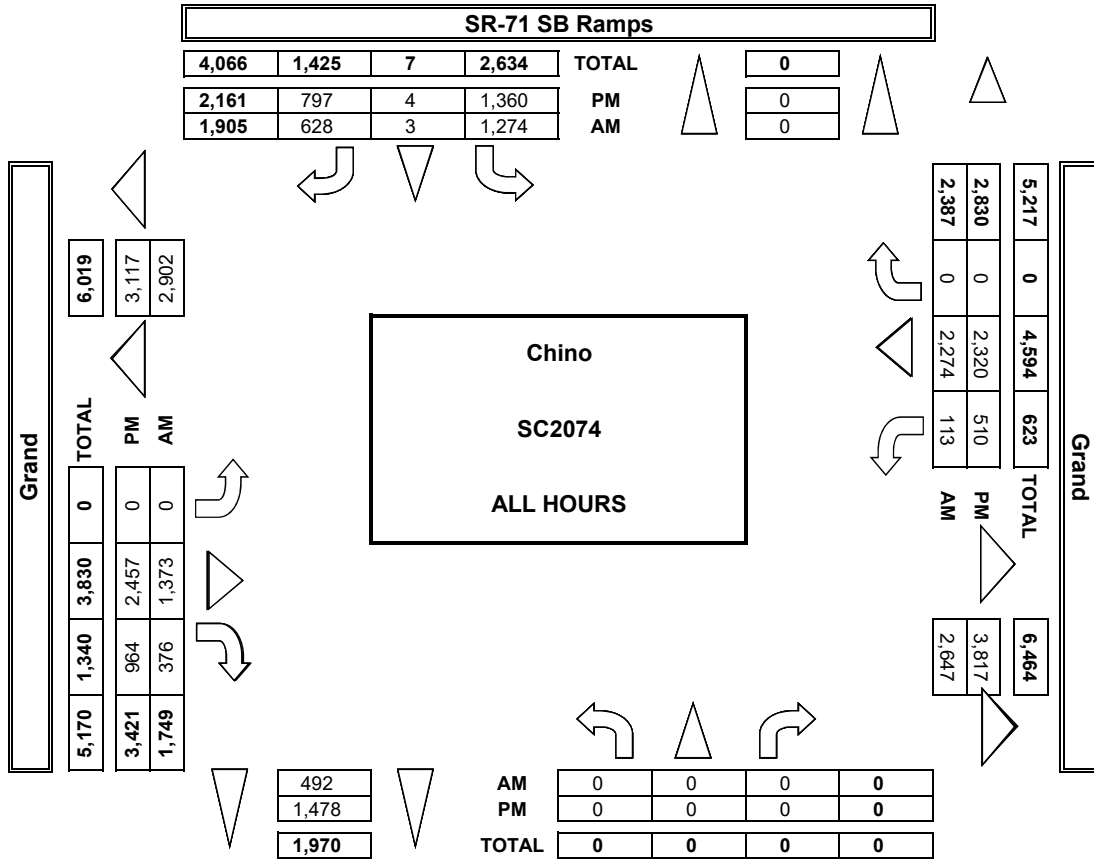 SR-71 SB Ramps
4,066 1,425 7 2,634 TOTAL 0
2,161 797 4 1,360 PM 0
1,905 628 3 1,274 AM 0
Grand
6,019
3,117
2,902
TOTAL 0 3,830 1,340 5,170
PM 0 2,457 964 3,421
AM 0 1,373 376 1,749
Chino
SC2074
ALL HOURS
5,217 0 4,594 623 TOTAL
2,830 0 2,320 510 PM
2,387 0 2,274 113 AM
6,464
3,817
2,647
Grand
492 AM 0 0 0 0
1,478 PM 0 0 0 0
1,970 TOTAL 0 0 0 0